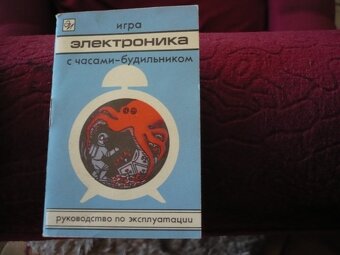 игра
электроника
с часами-будильником
руководство по эксплуатации